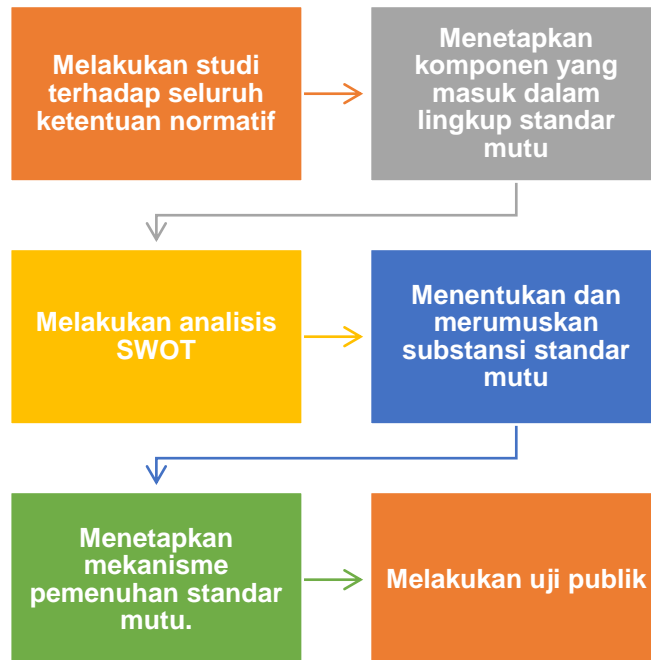 Melakukan studi
terhadap seluruh
ketentuan normatif
Menetapkan
komponen yang
masuk dalam
lingkup standar
mutu
Melakukan analisis
SWOT
Menentukan dan
merumuskan
substansi standar
mutu
Menetapkan
mekanisme
pemenuhan standar
mutu.
Melakukan uji publik